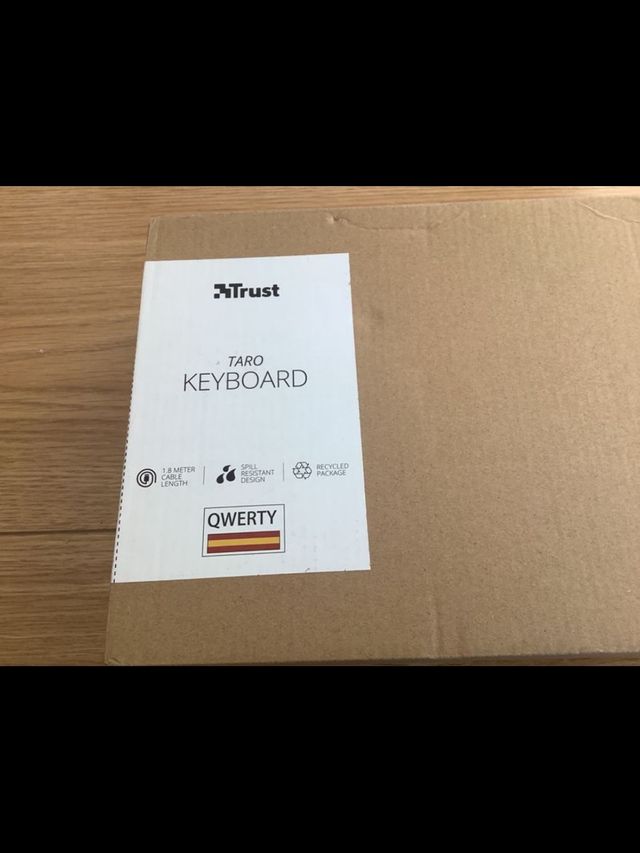 Trust
TARO
KEYBOARD
1.8 METER
CABLE
LENGTH
SPILL
RESISTANT
DESIGN
RECYCLED
PACKAGE
QWERTY